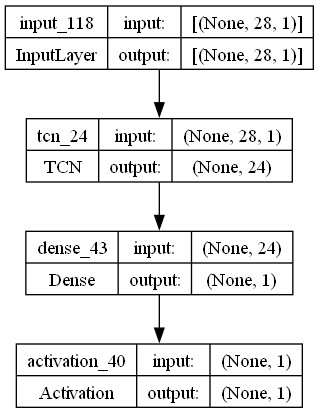 input_118 input: [(None, 28, 1)]
InputLayer output: [(None, 28, 1)]
tcn_24 input: (None, 28, 1)
TCN output: (None, 24)
dense_43 input: (None, 24)
Dense output: (None, 1)
activation_40 input: (None, 1)
Activation output: (None, 1)